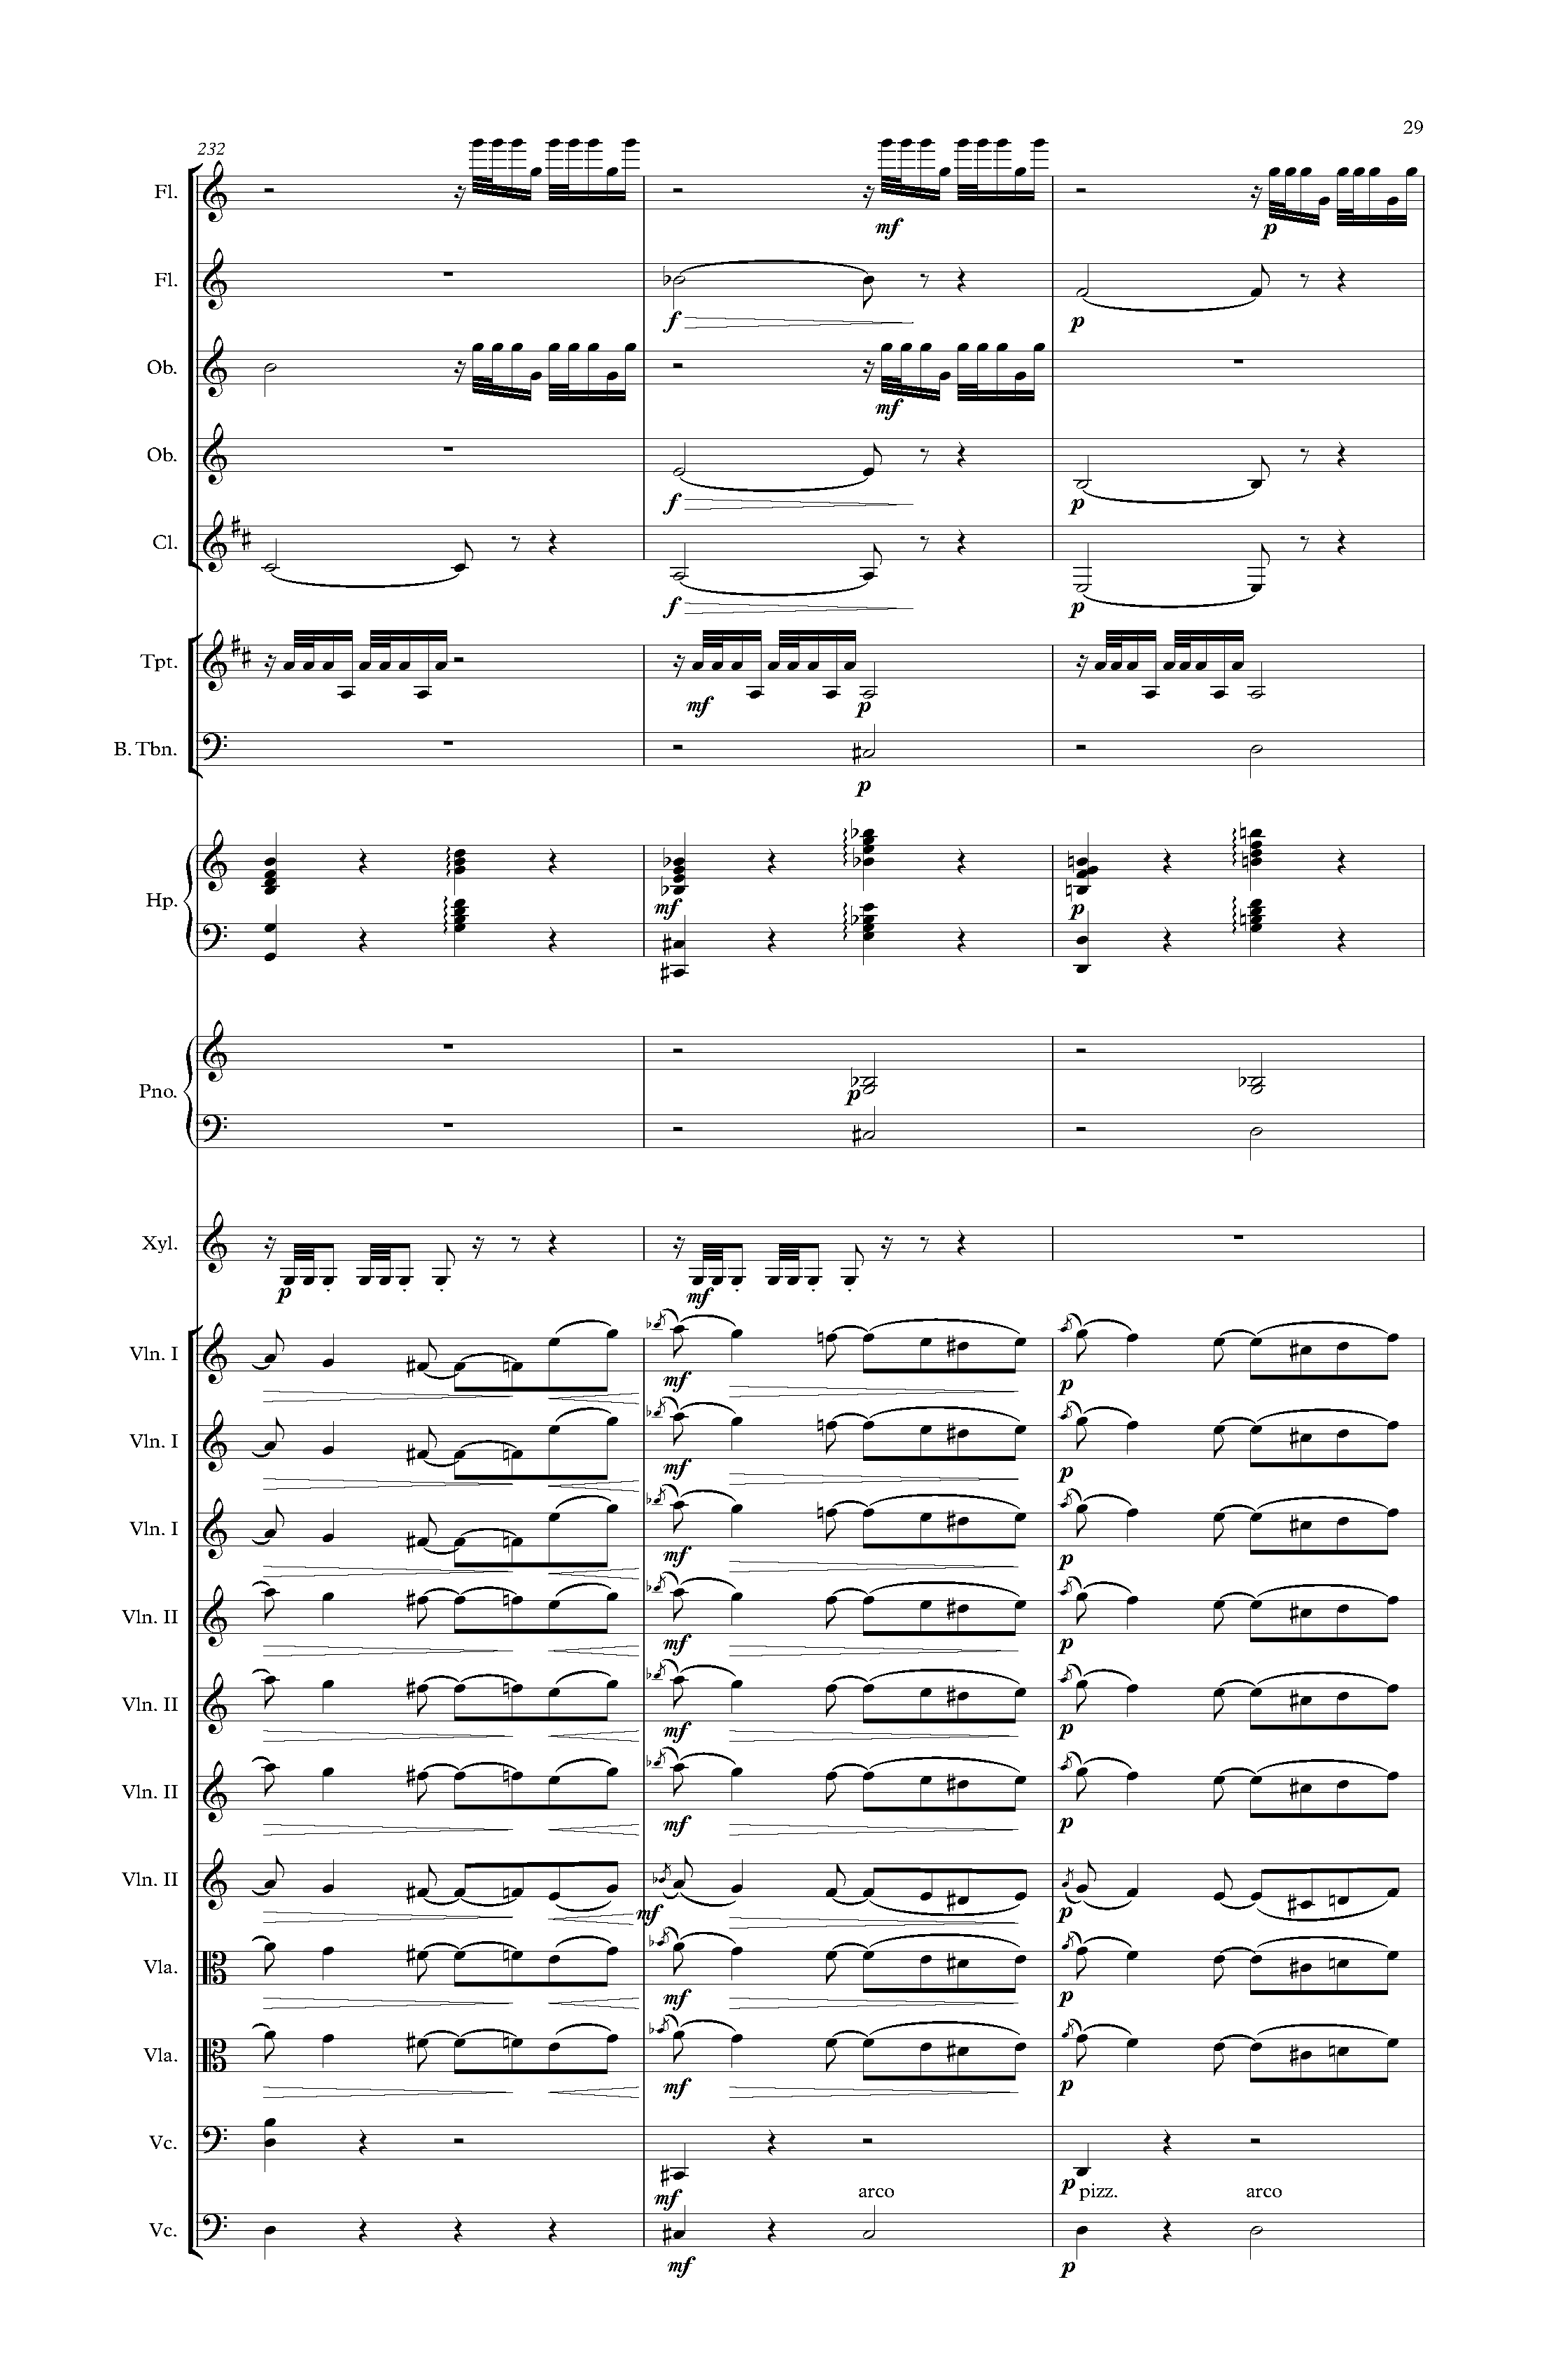 29
232
Fl.
mf
p
Fl.
f
p
Ob.
mf
Ob.
f
p
Cl.
f
p
Tpt.
mf
p
B. Tbn.
p
Hp.
mf
p
Pno.
p
Xyl.
p
mf
Vln. I
mf
p
Vln. I
mf
p
Vln. I
mf
p
Vln. II
mf
p
Vln. II
mf
p
Vln. II
mf
p
Vln. II
mf
p
Vla.
mf
p
Vla.
mf
p
Vc.
mf
p
arco
pizz.
arco
Vc.
mf
p